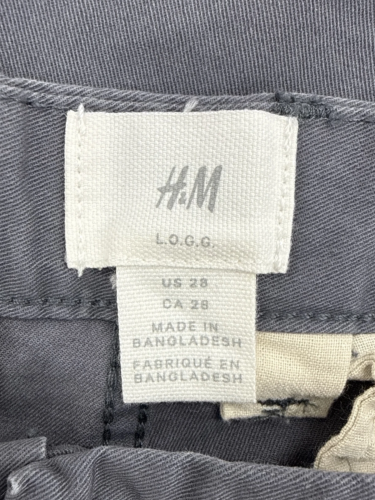 H&M
L.O.G.G.
US 28
CA 28
MADE IN
BANGLADESH
FABRIQUÉ EN
BANGLADESH